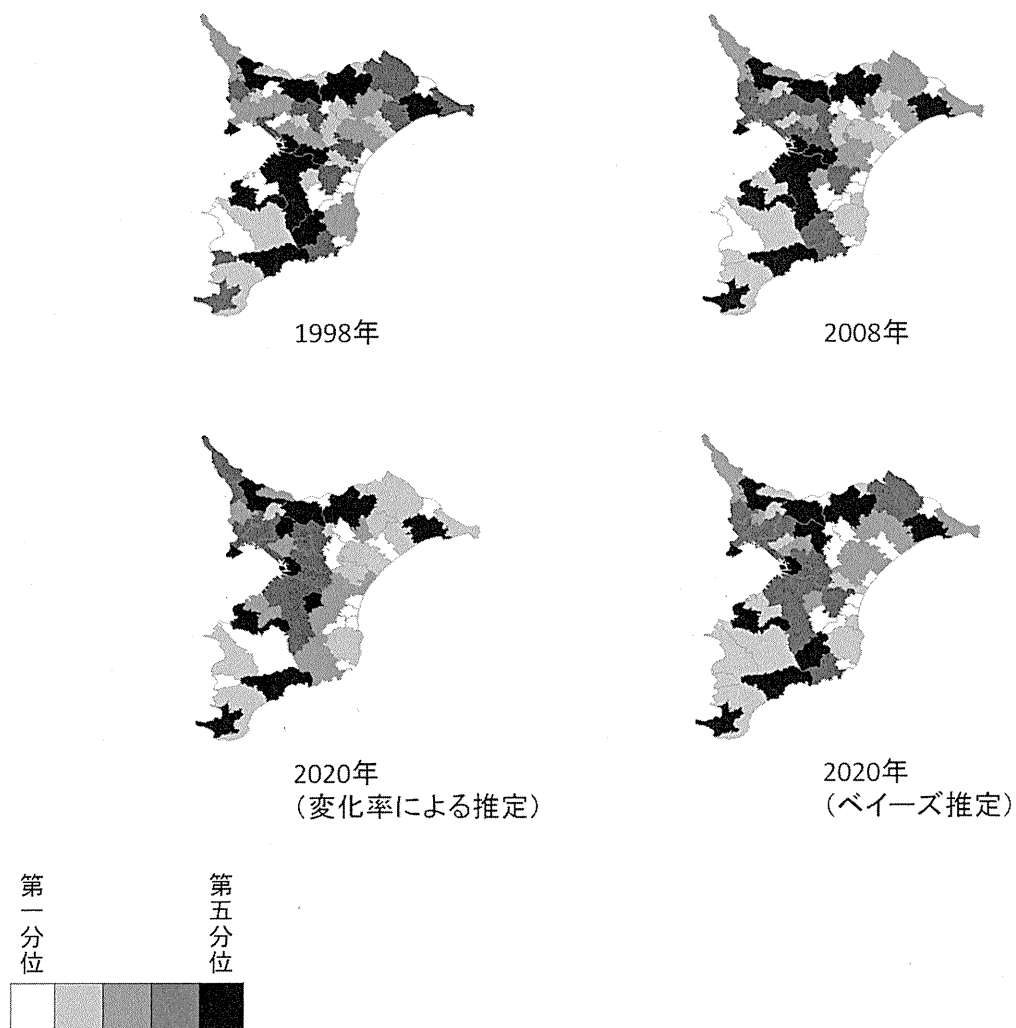 1998年
2008年
2020年
（変化率による推定）
2020年
（ベイーズ推定）
第一分位
第五分位